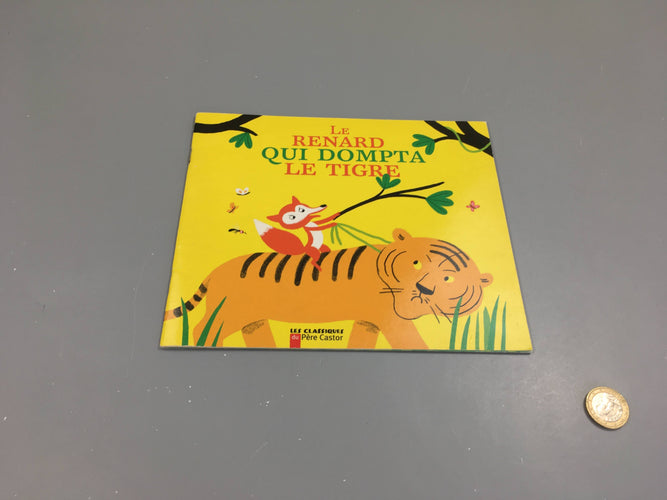 LE
RENARD
QUI DOMPTA
LE TIGRE
LES CLASSIQUES
du Père Castor